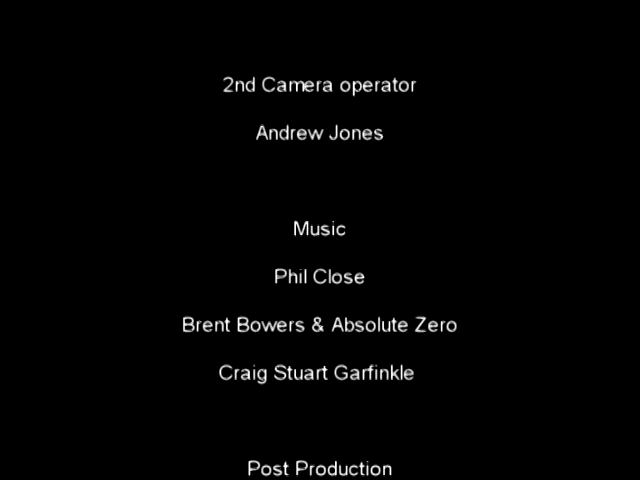 2nd Camera operator
Andrew Jones
Music
Phil Close
Brent Bowers & Absolute Zero
Craig Stuart Garfinkle
Post Production